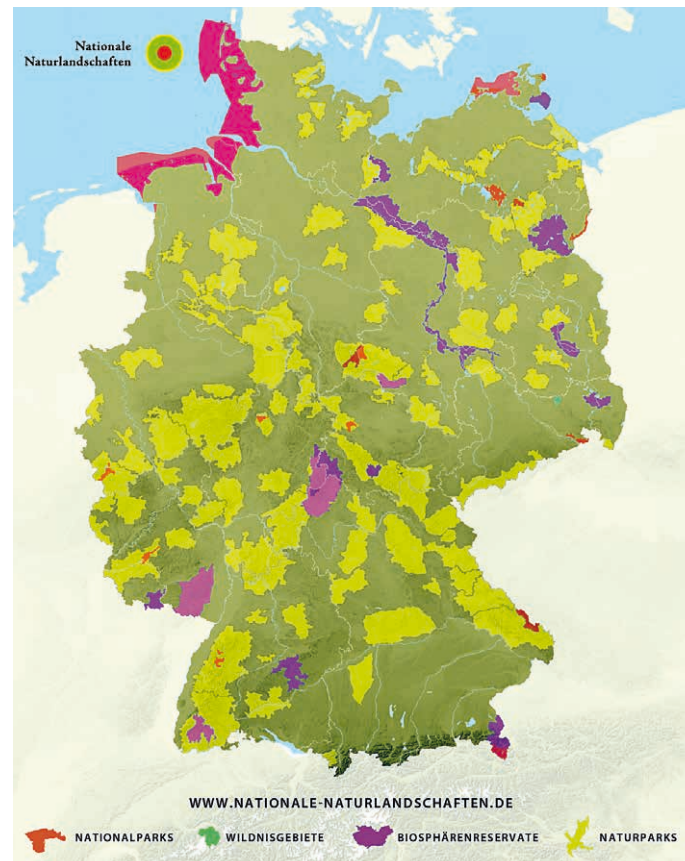 Nationale
Naturlandschaften
WWW.NATIONALE-NATURLANDSCHAFTEN.DE
NATIONALPARKS WILDNISGEBIETE BIOSPHÄRENRESERVATE NATURPARKS